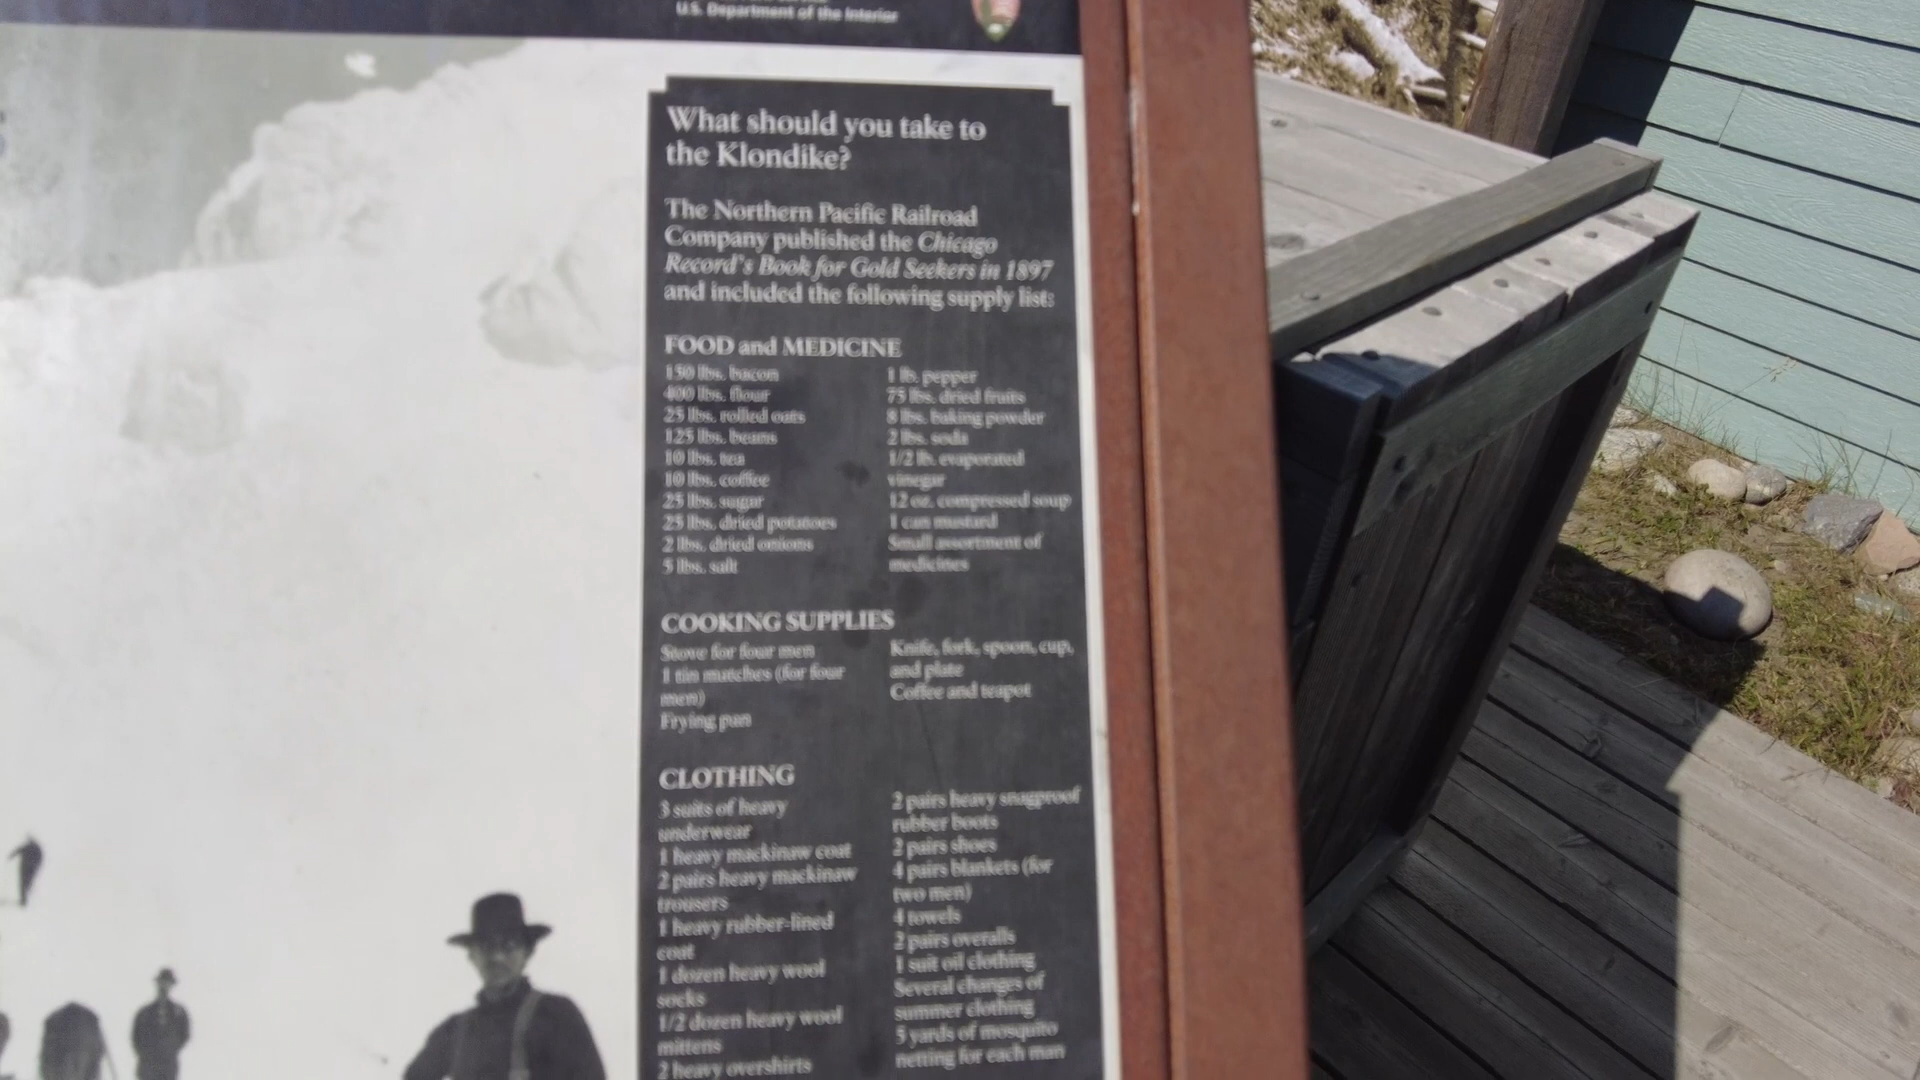 U.S. Department of the Interior
What should you take to
the Klondike?
The Northern Pacific Railroad
Company published the Chicago
Record's Book for Gold Seekers in 1897
and included the following supply list:
FOOD and MEDICINE
150 lbs. bacon
400 lbs. flour
25 lbs. rolled oats
125 lbs. beans
10 lbs. tea
10 lbs. coffee
25 lbs. sugar
25 lbs. dried potatoes
2 lbs. dried onions
5 lbs. salt
1 lb. pepper
75 lbs. dried fruits
8 lbs. baking powder
2 lbs. soda
1/2 lb. evaporated
vinegar
12 oz. compressed soup
1 can mustard
Small assortment of
medicines
COOKING SUPPLIES
Stove for four men
1 tin matches (for four
men)
Frying pan
Knife, fork, spoon, cup,
and plate
Coffee and teapot
CLOTHING
3 suits of heavy
underwear
1 heavy mackinaw coat
2 pairs heavy mackinaw
trousers
1 heavy rubber-lined
coat
1 dozen heavy wool
socks
1/2 dozen heavy wool
mittens
2 heavy overshirts
2 pairs heavy snagproof
rubber boots
2 pairs shoes
4 pairs blankets (for
two men)
4 towels
2 pairs overalls
1 suit oil clothing
Several changes of
summer clothing
5 yards of mosquito
netting for each man